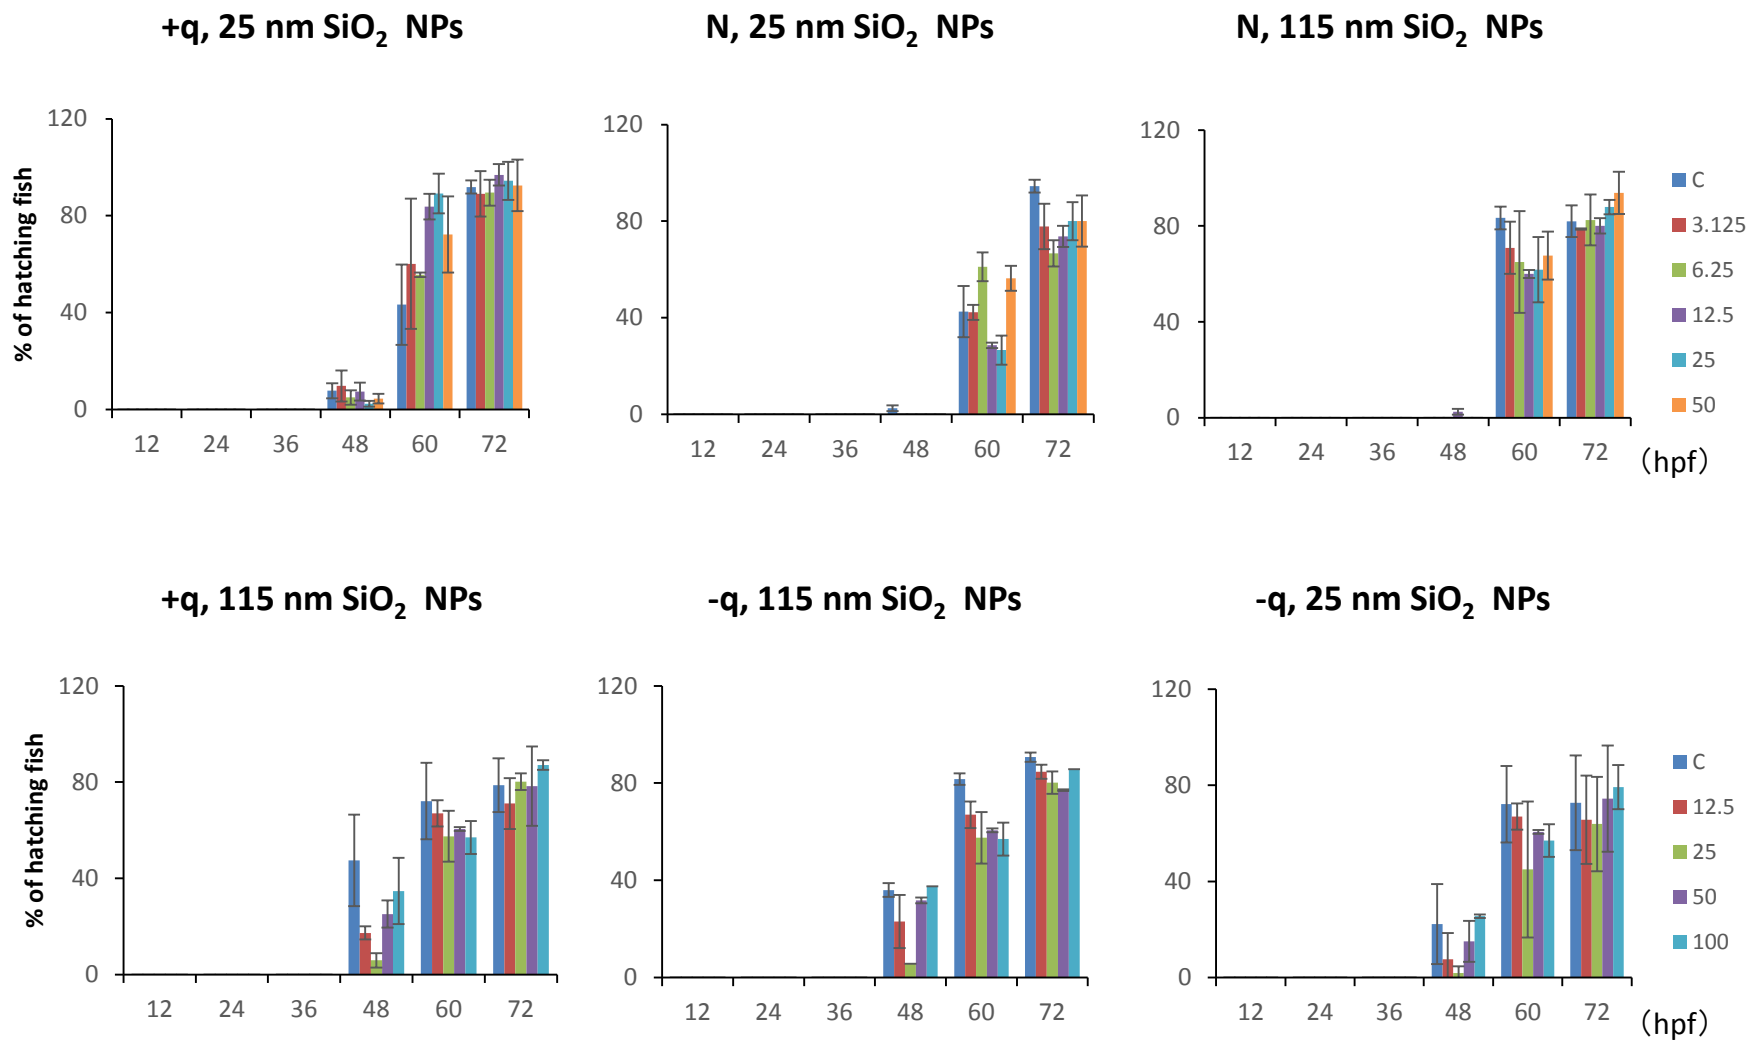 +q, 25 nm SiO₂ NPs
N, 25 nm SiO₂ NPs
N, 115 nm SiO₂ NPs
% of hatching fish
120
80
40
0
12 24 36 48 60 72
120
80
40
0
12 24 36 48 60 72
120
80
40
0
12 24 36 48 60 72
(hpf)
C
3.125
6.25
12.5
25
50
+q, 115 nm SiO₂ NPs
-q, 115 nm SiO₂ NPs
-q, 25 nm SiO₂ NPs
% of hatching fish
120
80
40
0
12 24 36 48 60 72
120
80
40
0
12 24 36 48 60 72
120
80
40
0
12 24 36 48 60 72
(hpf)
C
12.5
25
50
100